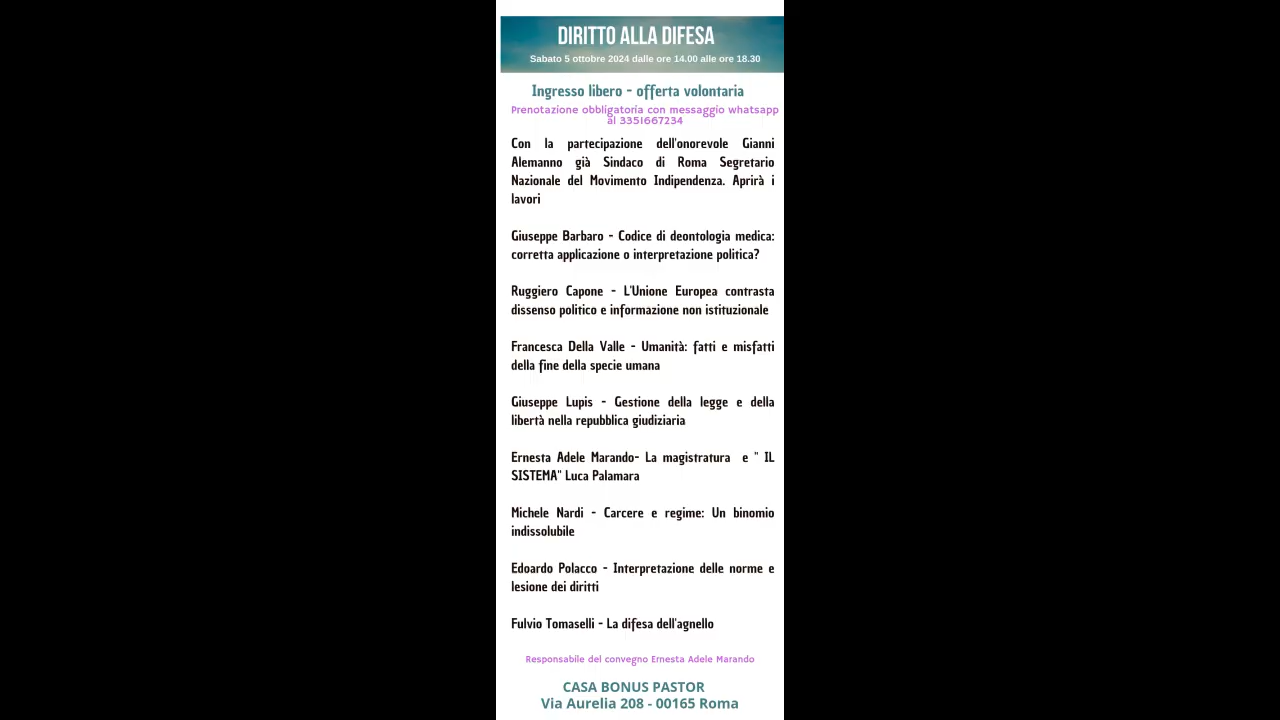 DIRITTO ALLA DIFESA
Sabato 5 ottobre 2024 dalle ore 14.00 alle ore 18.30
Ingresso libero - offerta volontaria
Prenotazione obbligatoria con messaggio whatsapp
al 3351667234
Con la partecipazione dell'onorevole Gianni
Alemanno già Sindaco di Roma Segretario
Nazionale del Movimento Indipendenza. Aprirà i
lavori
Giuseppe Barbaro - Codice di deontologia medica:
corretta applicazione o interpretazione politica?
Ruggiero Capone - L'Unione Europea contrasta
dissenso politico e informazione non istituzionale
Francesca Della Valle - Umanità: fatti e misfatti
della fine della specie umana
Giuseppe Lupis - Gestione della legge e della
libertà nella repubblica giudiziaria
Ernesta Adele Marando- La magistratura e " IL
SISTEMA" Luca Palamara
Michele Nardi - Carcere e regime: Un binomio
indissolubile
Edoardo Polacco - Interpretazione delle norme e
lesione dei diritti
Fulvio Tomaselli - La difesa dell'agnello
Responsabile del convegno Ernesta Adele Marando
CASA BONUS PASTOR
Via Aurelia 208 - 00165 Roma